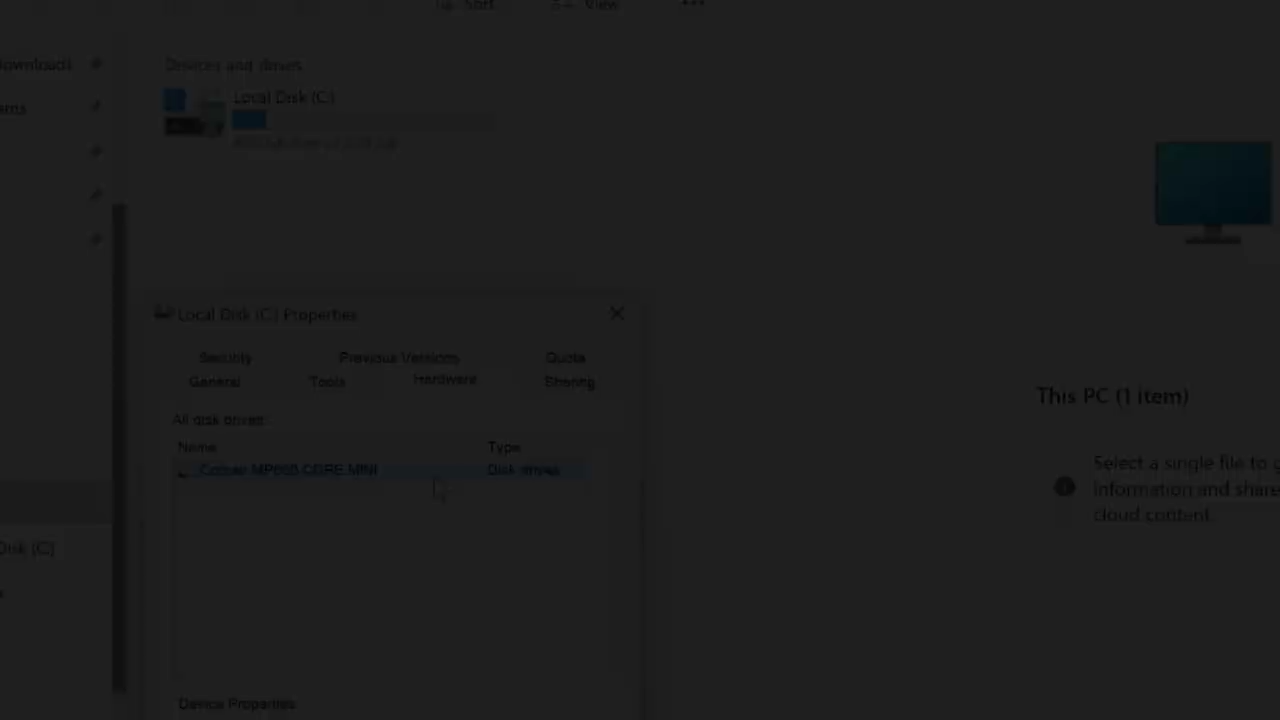 Sort View
Downloads
Devices and drives
Local Disk (C:)
Local Disk (C:) Properties
Security Previous Versions Quota
General Tools Hardware Sharing
This PC (1 item)
All disk drives:
Name Type
Corsair MP600 CORE MINI Disk drives
Select a single file to
information and share
cloud content.
Disk (C:)
Device Properties